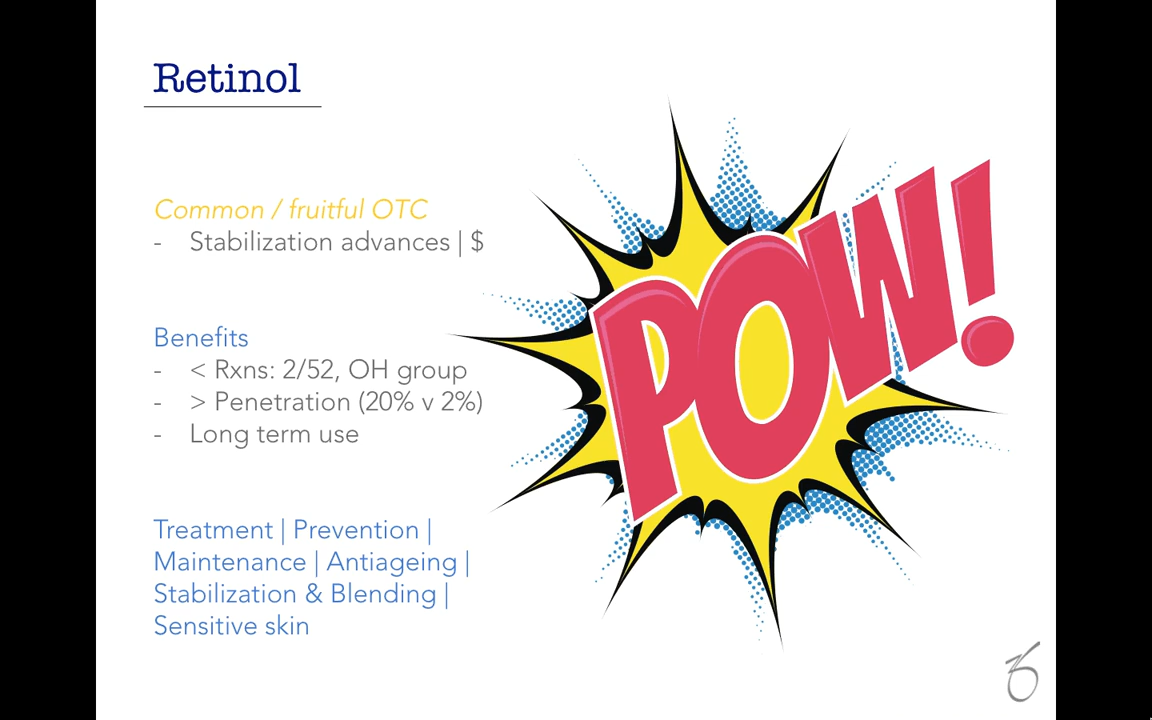 Retinol
Common / fruitful OTC
- Stabilization advances | $
Benefits
- < Rxns: 2/52, OH group
- > Penetration (20% v 2%)
- Long term use
Treatment | Prevention |
Maintenance | Antiageing |
Stabilization & Blending |
Sensitive skin
POW!